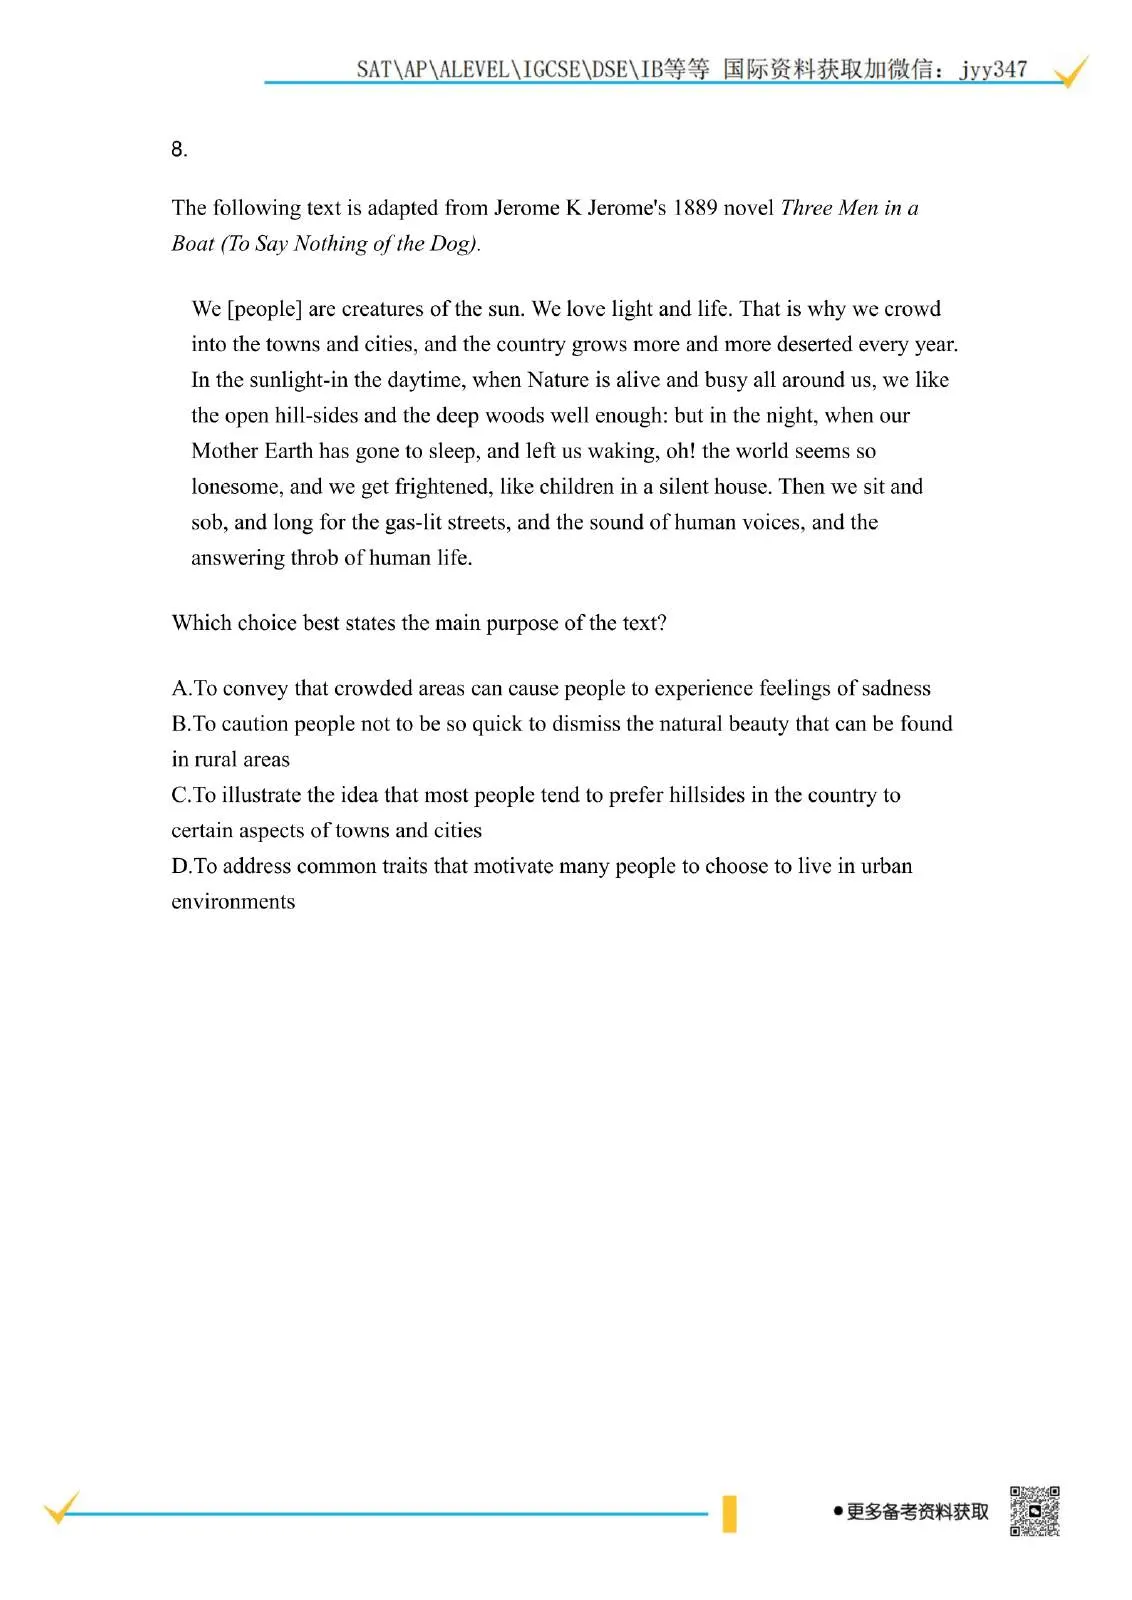 SAT\AP\ALEVEL\IGCSE\DSE\IB等等 国际资料获取加微信：jyy347
8.
The following text is adapted from Jerome K Jerome's 1889 novel Three Men in a
Boat (To Say Nothing of the Dog).
We [people] are creatures of the sun. We love light and life. That is why we crowd
into the towns and cities, and the country grows more and more deserted every year.
In the sunlight-in the daytime, when Nature is alive and busy all around us, we like
the open hill-sides and the deep woods well enough: but in the night, when our
Mother Earth has gone to sleep, and left us waking, oh! the world seems so
lonesome, and we get frightened, like children in a silent house. Then we sit and
sob, and long for the gas-lit streets, and the sound of human voices, and the
answering throb of human life.
Which choice best states the main purpose of the text?
A.To convey that crowded areas can cause people to experience feelings of sadness
B.To caution people not to be so quick to dismiss the natural beauty that can be found
in rural areas
C.To illustrate the idea that most people tend to prefer hillsides in the country to
certain aspects of towns and cities
D.To address common traits that motivate many people to choose to live in urban
environments
●更多备考资料获取